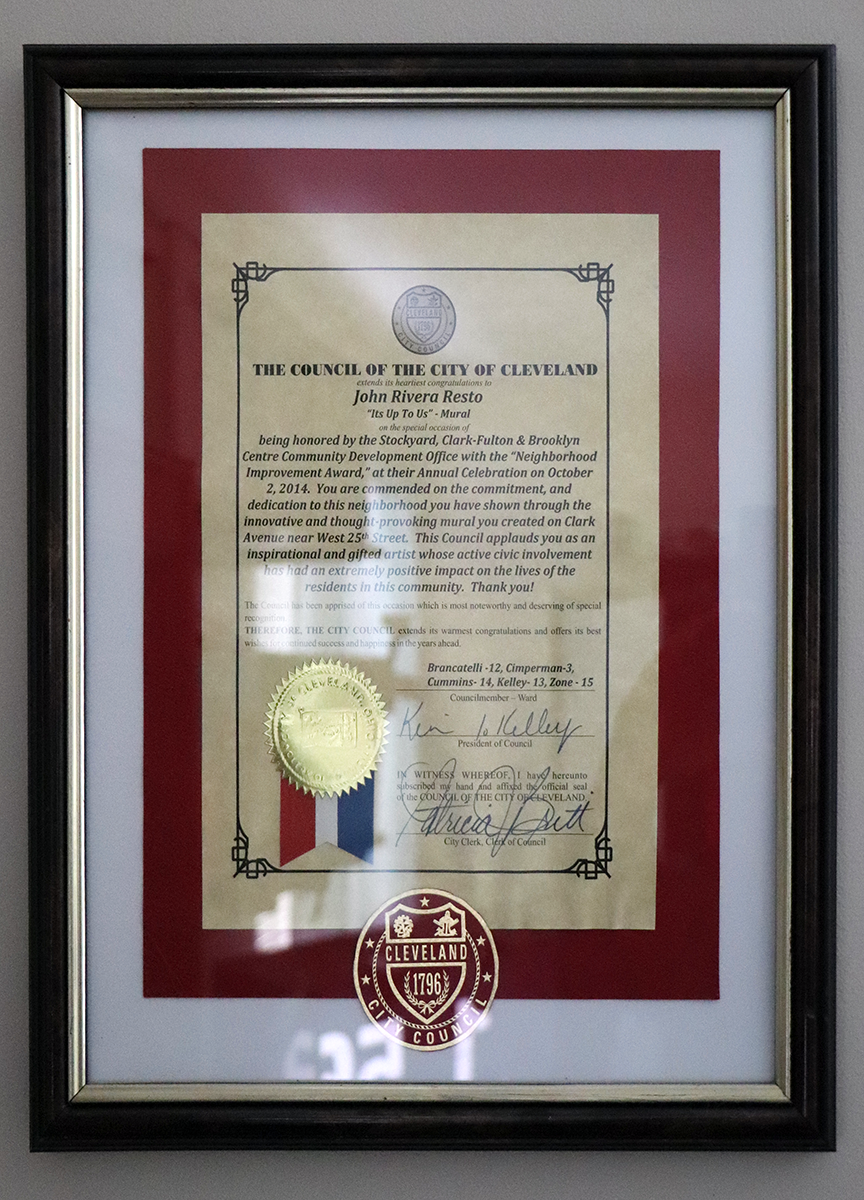 CLEVELAND
CITY COUNCIL
THE COUNCIL OF THE CITY OF CLEVELAND
extends its heartiest congratulations to
John Rivera Resto
"Its Up To Us" - Mural
on the special occasion of
being honored by the Stockyard, Clark-Fulton & Brooklyn
Centre Community Development Office with the "Neighborhood
Improvement Award," at their Annual Celebration on October
2, 2014. You are commended on the commitment, and
dedication to this neighborhood you have shown through the
innovative and thought-provoking mural you created on Clark
Avenue near West 25th Street. This Council applauds you as an
inspirational and gifted artist whose active civic involvement
has had an extremely positive impact on the lives of the
residents in this community. Thank you!
The Council has been apprised of this occasion which is most noteworthy and deserving of special
recognition.
THEREFORE, THE CITY COUNCIL extends its warmest congratulations and offers its best
wishes for continued success and happiness in the years ahead.
Brancatelli -12, Cimperman-3,
Cummins- 14, Kelley- 13, Zone - 15
Councilmember – Ward
Kevin J. Kelley
President of Council
IN WITNESS WHEREOF, I have hereunto
subscribed my hand and affixed the official seal
of the COUNCIL OF THE CITY OF CLEVELAND.
Patricia J. Britt
City Clerk, Clerk of Council
CLEVELAND
1796
CITY COUNCIL